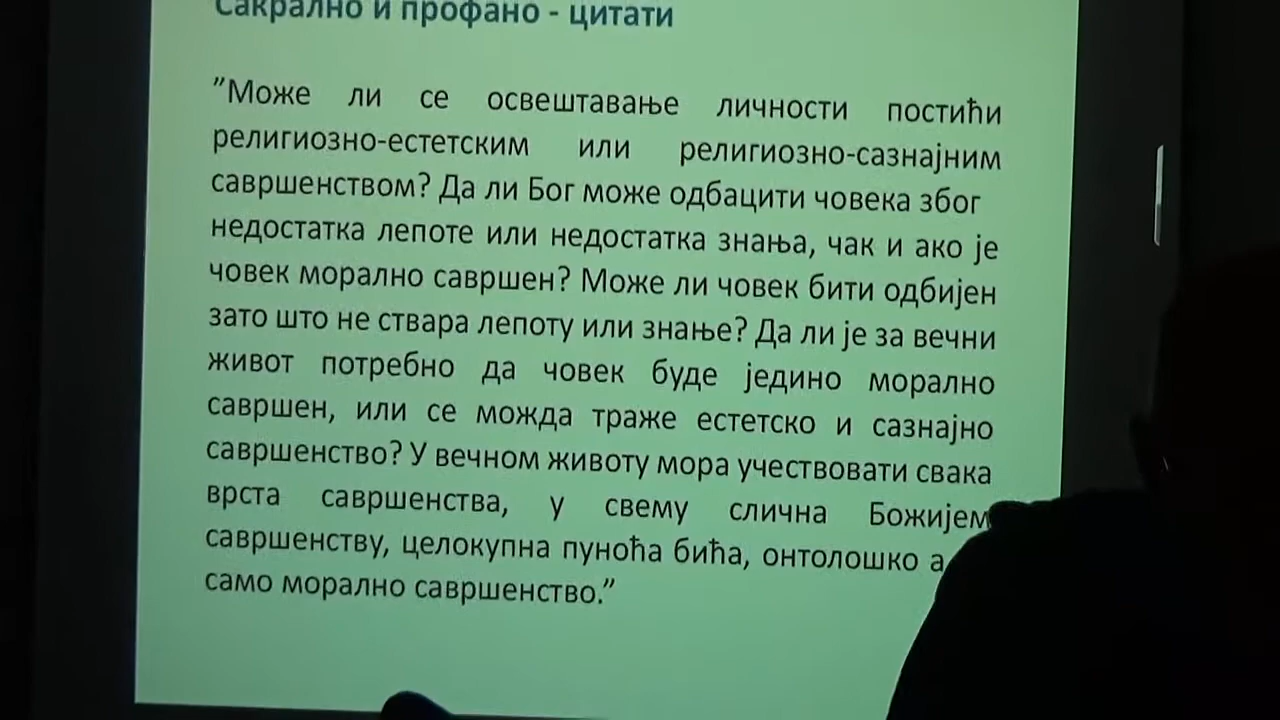 Сакрално и профано - цитати
”Може ли се освештавање личности постићи
религиозно-естетским или религиозно-сазнајним
савршенством? Да ли Бог може одбацити човека због
недостатка лепоте или недостатка знања, чак и ако је
човек морално савршен? Може ли човек бити одбијен
зато што не ствара лепоту или знање? Да ли је за вечни
живот потребно да човек буде једино морално
савршен, или се можда траже естетско и сазнајно
савршенство? У вечном животу мора учествовати свака
врста савршенства, у свему слична Божијем
савршенству, целокупна пуноћа бића, онтолошко а
само морално савршенство.”